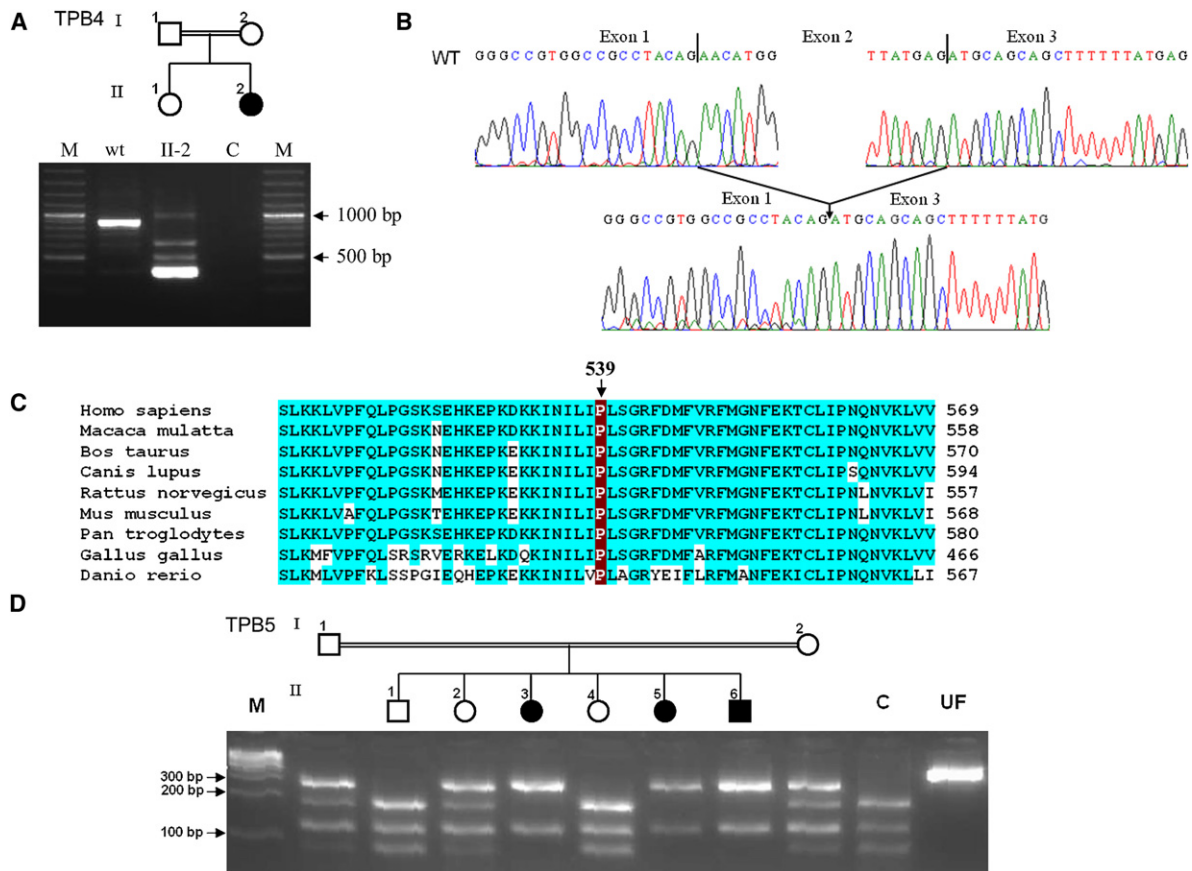 A
TPB4 I 1 2
II 1 2
M wt II-2 C M
1000 bp
500 bp
B
Exon 1 Exon 2 Exon 3
WT GGGCCGTGGCCGCCTACAGAACATGG TTATGAGATGCAGCAGCTTTTTTATGAG
Exon 1 Exon 3
GGGCCGTGGCCGCCTACAGATGCAGCAGCTTTTTTATG
539
C
Homo sapiens SLKKLVPFQLPGSKSEHKEPKDKKINILIPLSGRFDMFVRFMGNFEKTCLIPNQNVKLVV 569
Macaca mulatta SLKKLVPFQLPGSKNEHKEPKDKKINILIPLSGRFDMFVRFMGNFEKTCLIPNQNVKLVV 558
Bos taurus SLKKLVPFQLPGSKNEHKEPKEKKINILIPLSGRFDMFVRFMGNFEKTCLIPNQNVKLVV 570
Canis lupus SLKKLVPFQLPGSKNEHKEPKEKKINILIPLSGRFDMFVRFMGNFEKTCLIPSQNVKLVV 594
Rattus norvegicus SLKKLVPFQLPGSKMEHKEPKEKKINILIPLSGRFDMFVRFMGNFEKTCLIPNLNVKLVI 557
Mus musculus SLKKLVAFQLPGSKTEHKEPKEKKINILIPLSGRFDMFVRFMGNFEKTCLIPNLNVKLVI 568
Pan troglodytes SLKKLVPFQLPGSKSEHKEPKDKKINILIPLSGRFDMFVRFMGNFEKTCLIPNQNVKLVV 580
Gallus gallus SLKMFVPFQLSRSRVERKELKDQKINILIPLSGRFDMFARFMGNFEKTCLIPNQNVKLVV 466
Danio rerio SLKMLVPFKLSSPGIEQHEPKEKKINILVPLAGRYEIFLRFMANFEKICLIPNQNVKLLI 567
D
TPB5 I 1 2
II 1 2 3 4 5 6
M C UF
300 bp
200 bp
100 bp